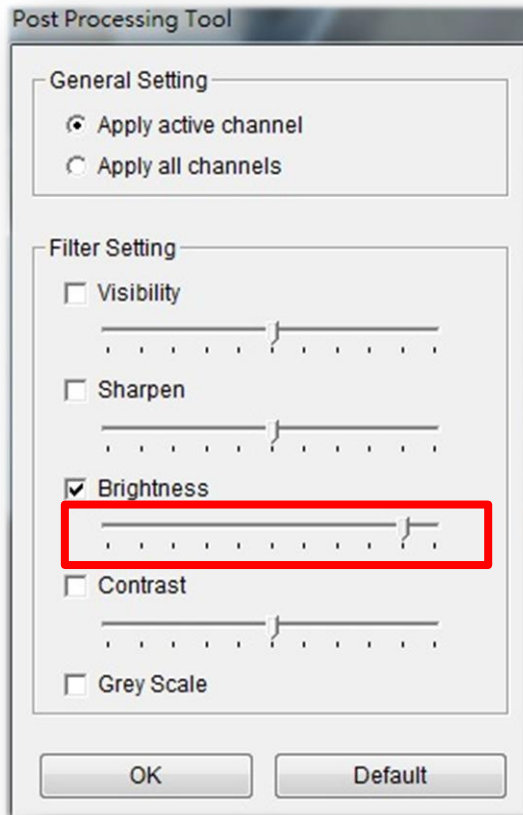 Post Processing Tool
General Setting
Apply active channel
Apply all channels
Filter Setting
Visibility
Sharpen
Brightness
Contrast
Grey Scale
OK Default